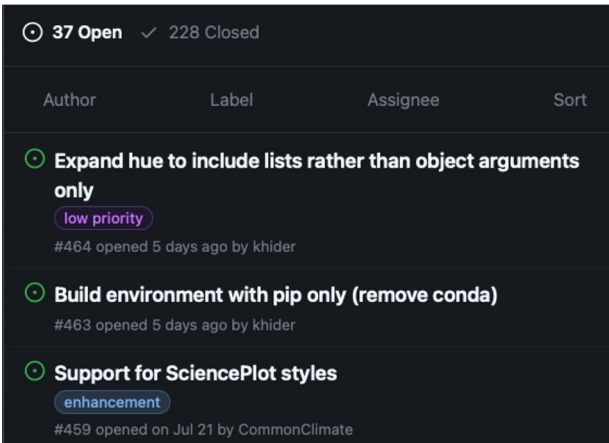 37 Open 228 Closed
Author Label Assignee Sort
Expand hue to include lists rather than object arguments
only
low priority
#464 opened 5 days ago by khider
Build environment with pip only (remove conda)
#463 opened 5 days ago by khider
Support for SciencePlot styles
enhancement
#459 opened on Jul 21 by CommonClimate